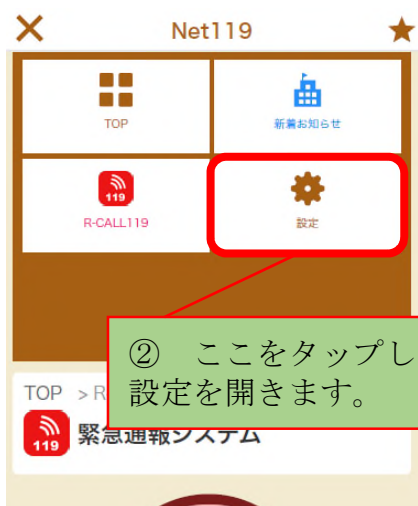 Net119
TOP
新着お知らせ
119
R-CALL119
設定
② ここをタップし
設定を開きます。
TOP > R
119
緊急通報システム